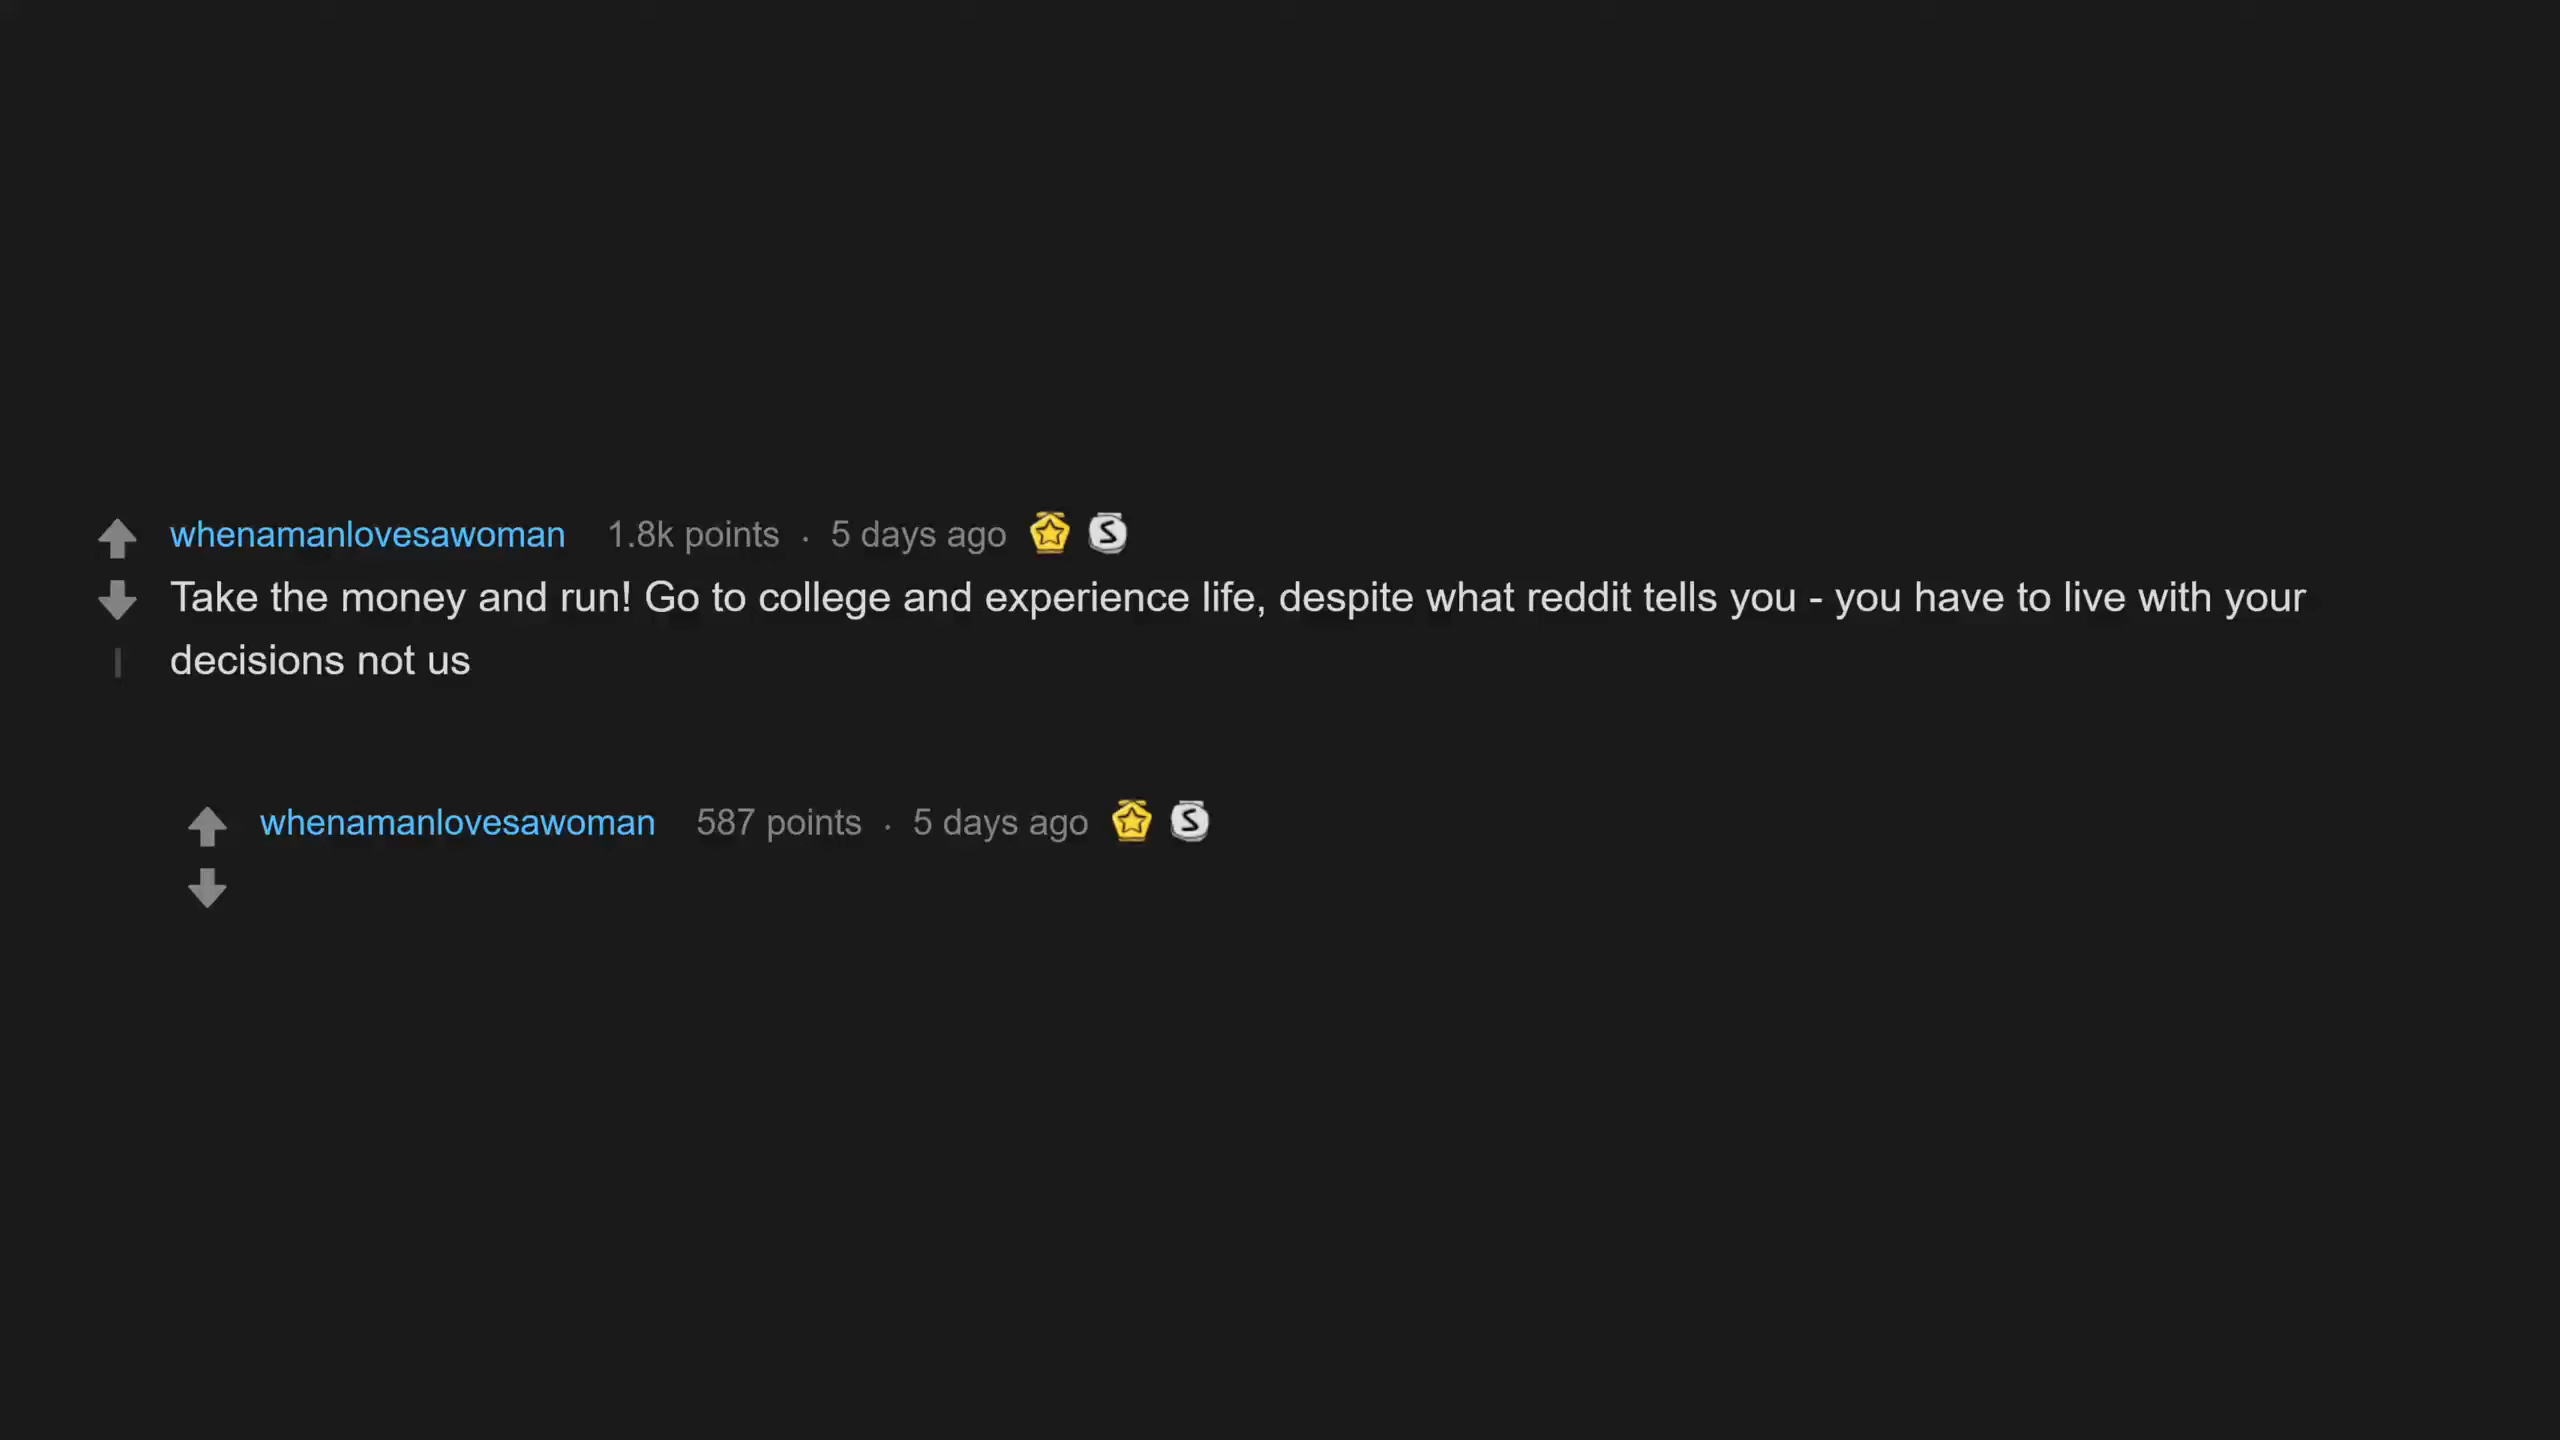 whenamanlovesawoman 1.8k points · 5 days ago S
Take the money and run! Go to college and experience life, despite what reddit tells you - you have to live with your
decisions not us
whenamanlovesawoman 587 points · 5 days ago S